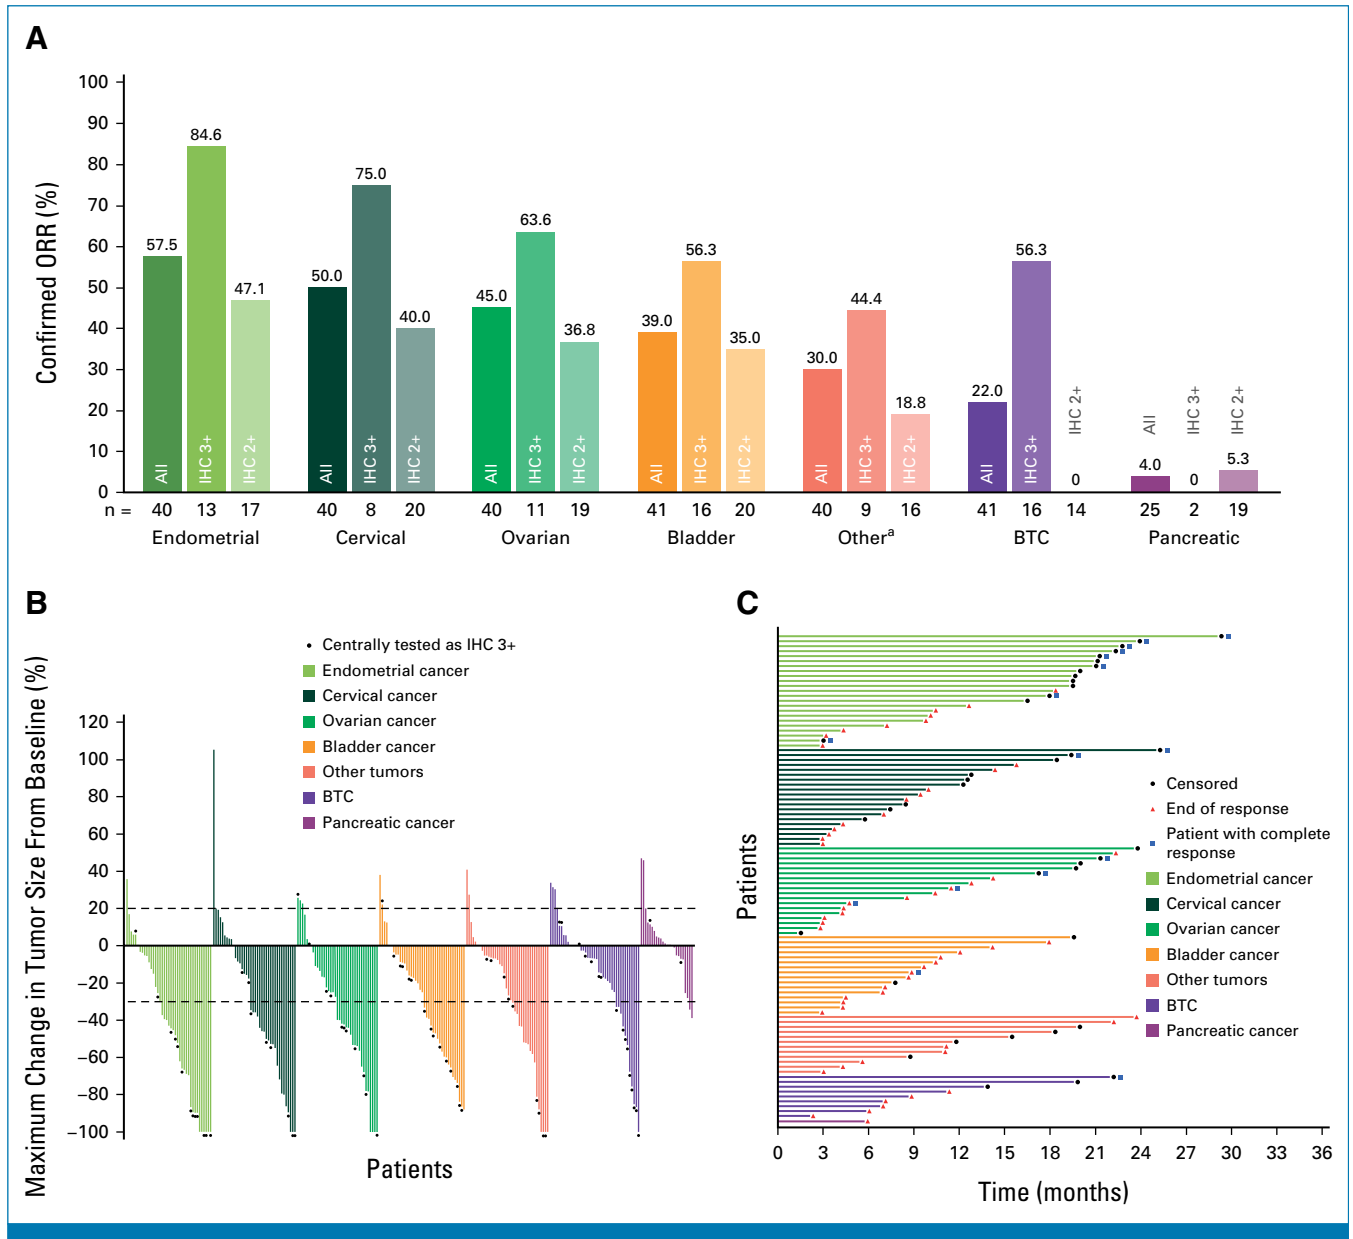 A
Confirmed ORR (%)
100
90
80
70
60
50
40
30
20
10
0
57.5
84.6
47.1
50.0
75.0
40.0
45.0
63.6
36.8
39.0
56.3
35.0
30.0
44.4
18.8
22.0
56.3
0
4.0
0
5.3
All
IHC 3+
IHC 2+
All
IHC 3+
IHC 2+
All
IHC 3+
IHC 2+
All
IHC 3+
IHC 2+
All
IHC 3+
IHC 2+
All
IHC 3+
IHC 2+
All
IHC 3+
IHC 2+
n = 40 13 17 40 8 20 40 11 19 41 16 20 40 9 16 41 16 14 25 2 19
Endometrial Cervical Ovarian Bladder Otherᵃ BTC Pancreatic
B
Maximum Change in Tumor Size From Baseline (%)
120
100
80
60
40
20
0
−20
−40
−60
−80
−100
Centrally tested as IHC 3+
Endometrial cancer
Cervical cancer
Ovarian cancer
Bladder cancer
Other tumors
BTC
Pancreatic cancer
Patients
C
Patients
Censored
End of response
Patient with complete
response
Endometrial cancer
Cervical cancer
Ovarian cancer
Bladder cancer
Other tumors
BTC
Pancreatic cancer
0 3 6 9 12 15 18 21 24 27 30 33 36
Time (months)